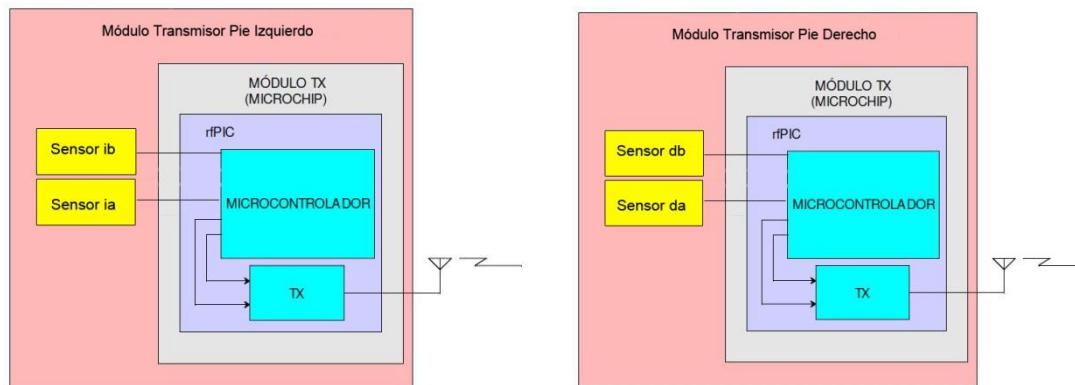 Módulo Transmisor Pie Izquierdo
MÓDULO TX
(MICROCHIP)
rfPIC
Sensor ib
Sensor ia
MICROCONTROLADOR
TX
Módulo Transmisor Pie Derecho
MÓDULO TX
(MICROCHIP)
rfPIC
Sensor db
Sensor da
MICROCONTROLADOR
TX